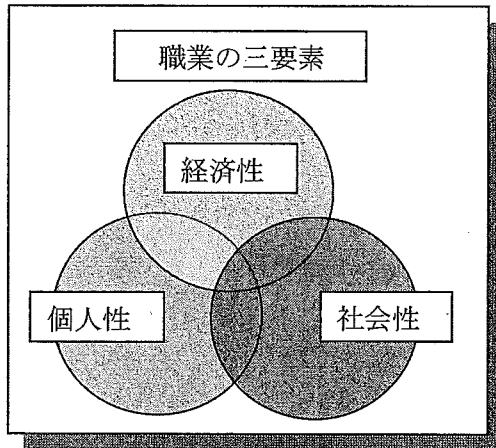 職業の三要素
経済性
個人性
社会性